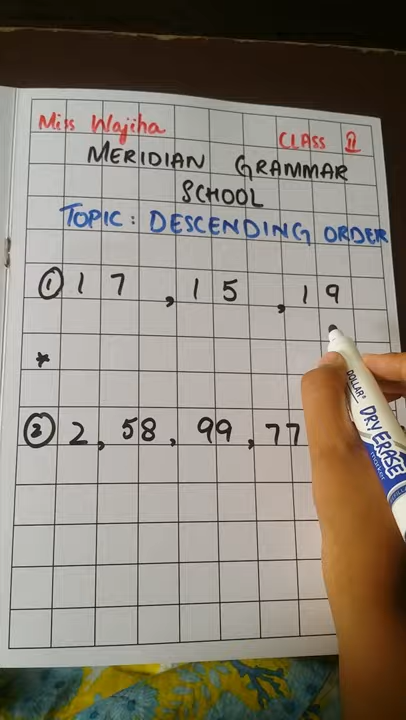 Miss Wajiha
CLASS II
MERIDIAN GRAMMAR
SCHOOL
TOPIC: DESCENDING ORDER
① 17, 15, 19
*
② 2, 58, 99, 77
DOLLAR DRY ERASE
marker